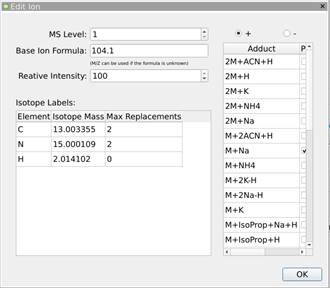 Edit Ion
MS Level: 1
Base Ion Formula: 104.1
(M/Z can be used if the formula is unknown)
Reative Intensity: 100
Isotope Labels:
Element Isotope Mass Max Replacements
C 13.003355 2
N 15.000109 2
H 2.014102 0
+ -
Adduct P
2M+ACN+H
2M+H
2M+K
2M+NH4
2M+Na
M+2ACN+H
M+Na
M+NH4
M+2K-H
M+2Na-H
M+K
M+IsoProp+Na+H
M+IsoProp+H
OK